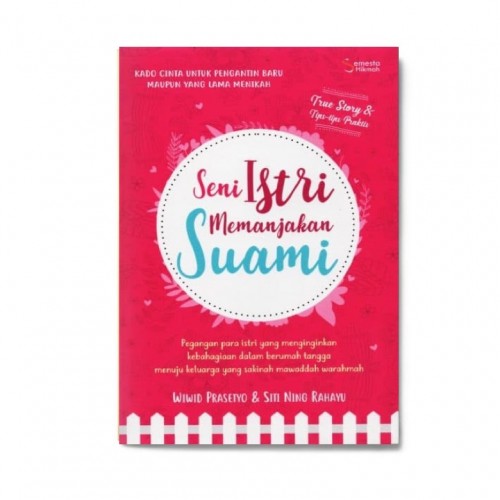 Semesta
Hikmah
KADO CINTA UNTUK PENGANTIN BARU
MAUPUN YANG LAMA MENIKAH
True Story &
Tips-tips Praktis
Seni Istri
Memanjakan
Suami
Pegangan para istri yang menginginkan
kebahagiaan dalam berumah tangga
menuju keluarga yang sakinah mawaddah warahmah
WIWID PRASETYO & SITI NING RAHAYU